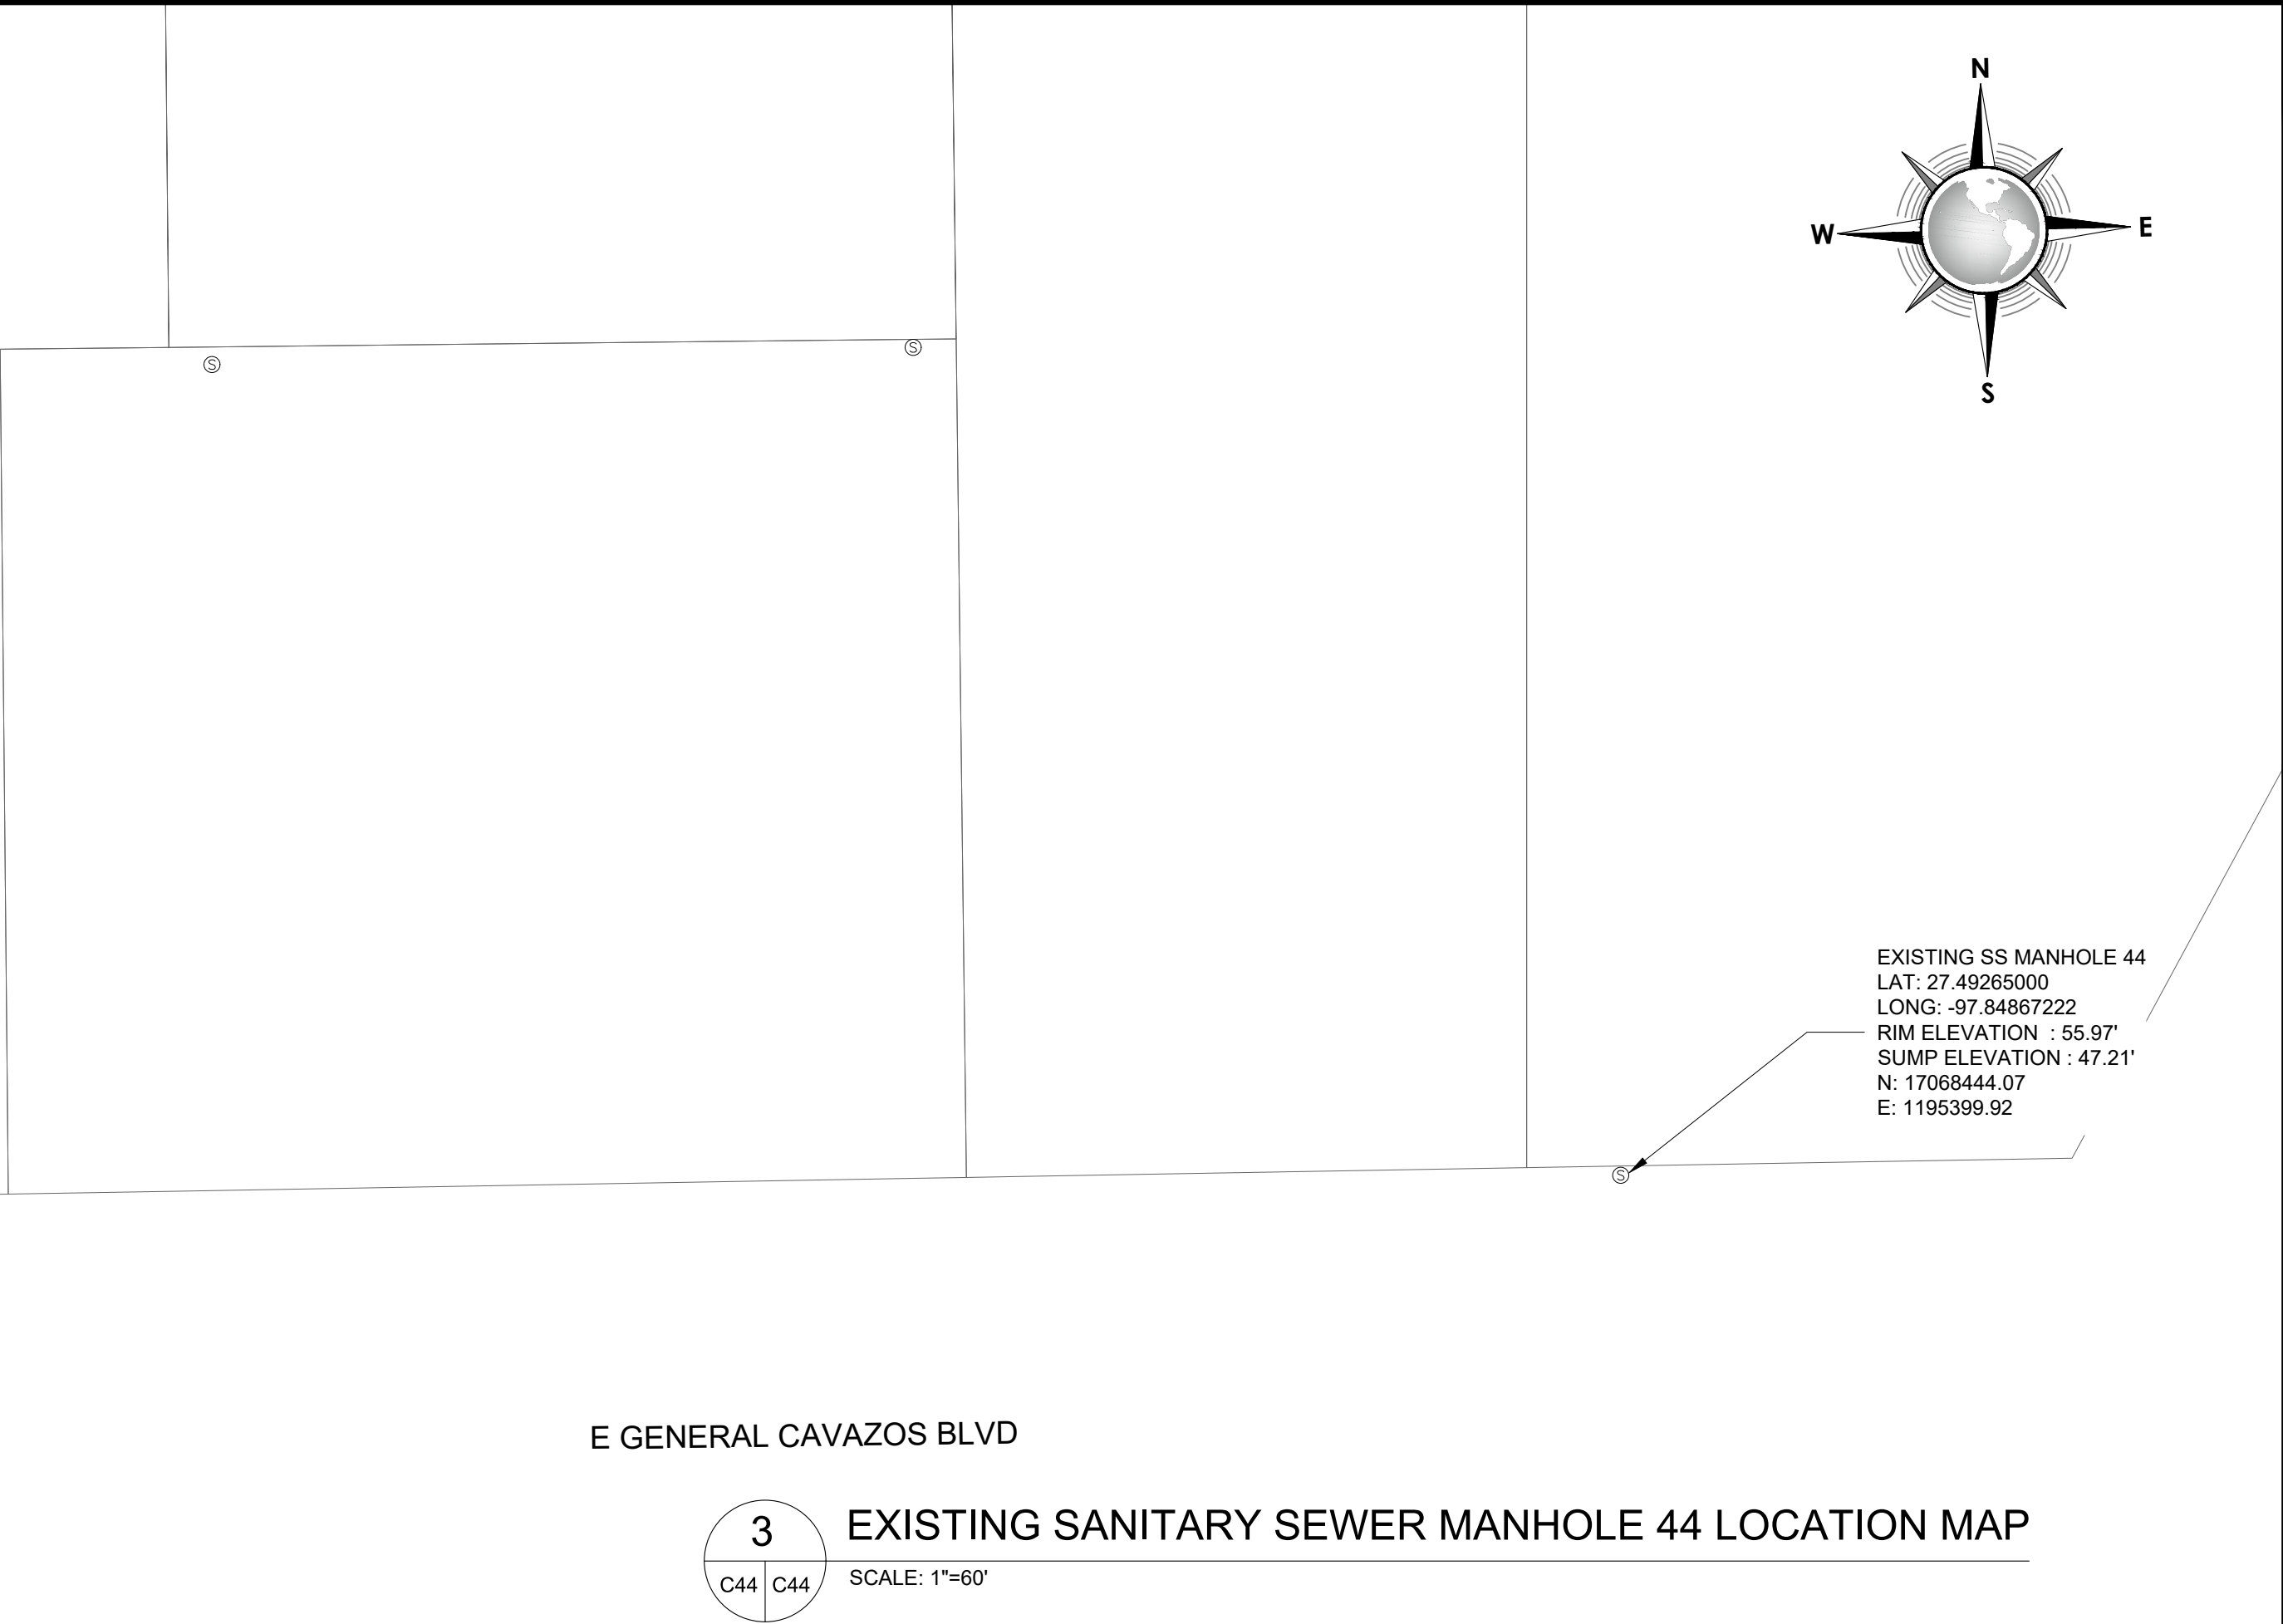 N
W
E
S
S
S
EXISTING SS MANHOLE 44
LAT: 27.49265000
LONG: -97.84867222
RIM ELEVATION : 55.97'
SUMP ELEVATION : 47.21'
N: 17068444.07
E: 1195399.92
S
E GENERAL CAVAZOS BLVD
3
EXISTING SANITARY SEWER MANHOLE 44 LOCATION MAP
C44 C44
SCALE: 1"=60'